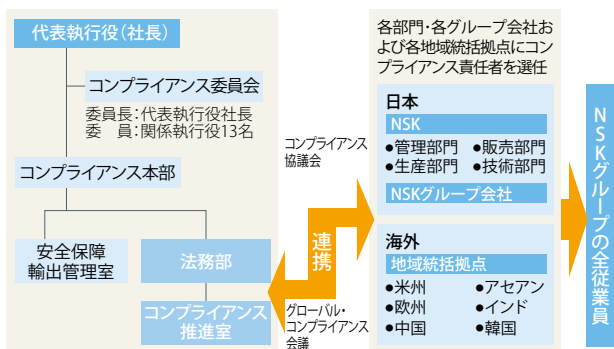 代表執行役（社長）
コンプライアンス委員会
委員長：代表執行役社長
委　員：関係執行役13名
コンプライアンス本部
安全保障
輸出管理室
法務部
コンプライアンス
推進室
コンプライアンス
協議会
連携
グローバル・
コンプライアンス
会議
各部門・各グループ会社お
よび各地域統括拠点にコン
プライアンス責任者を選任
日本
NSK
●管理部門　●販売部門
●生産部門　●技術部門
NSKグループ会社
海外
地域統括拠点
●米州　●アセアン
●欧州　●インド
●中国　●韓国
NSKグループの全従業員